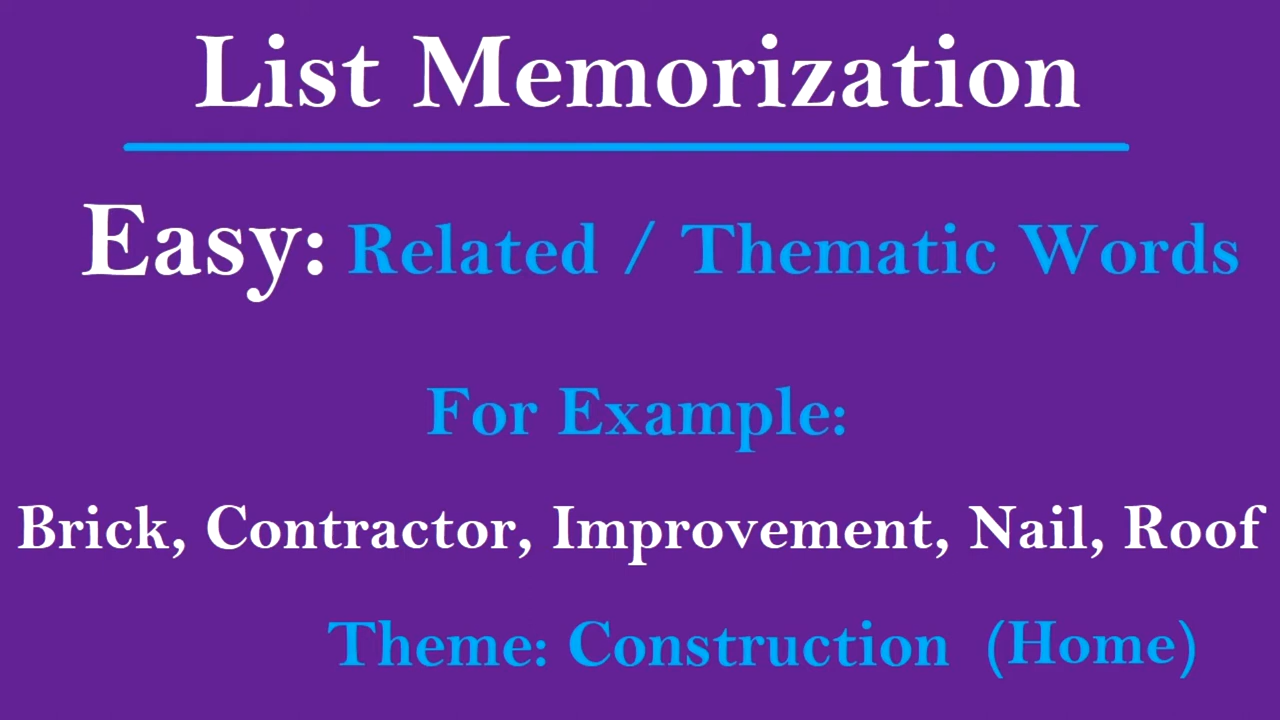 List Memorization
Easy: Related / Thematic Words
For Example:
Brick, Contractor, Improvement, Nail, Roof
Theme: Construction (Home)